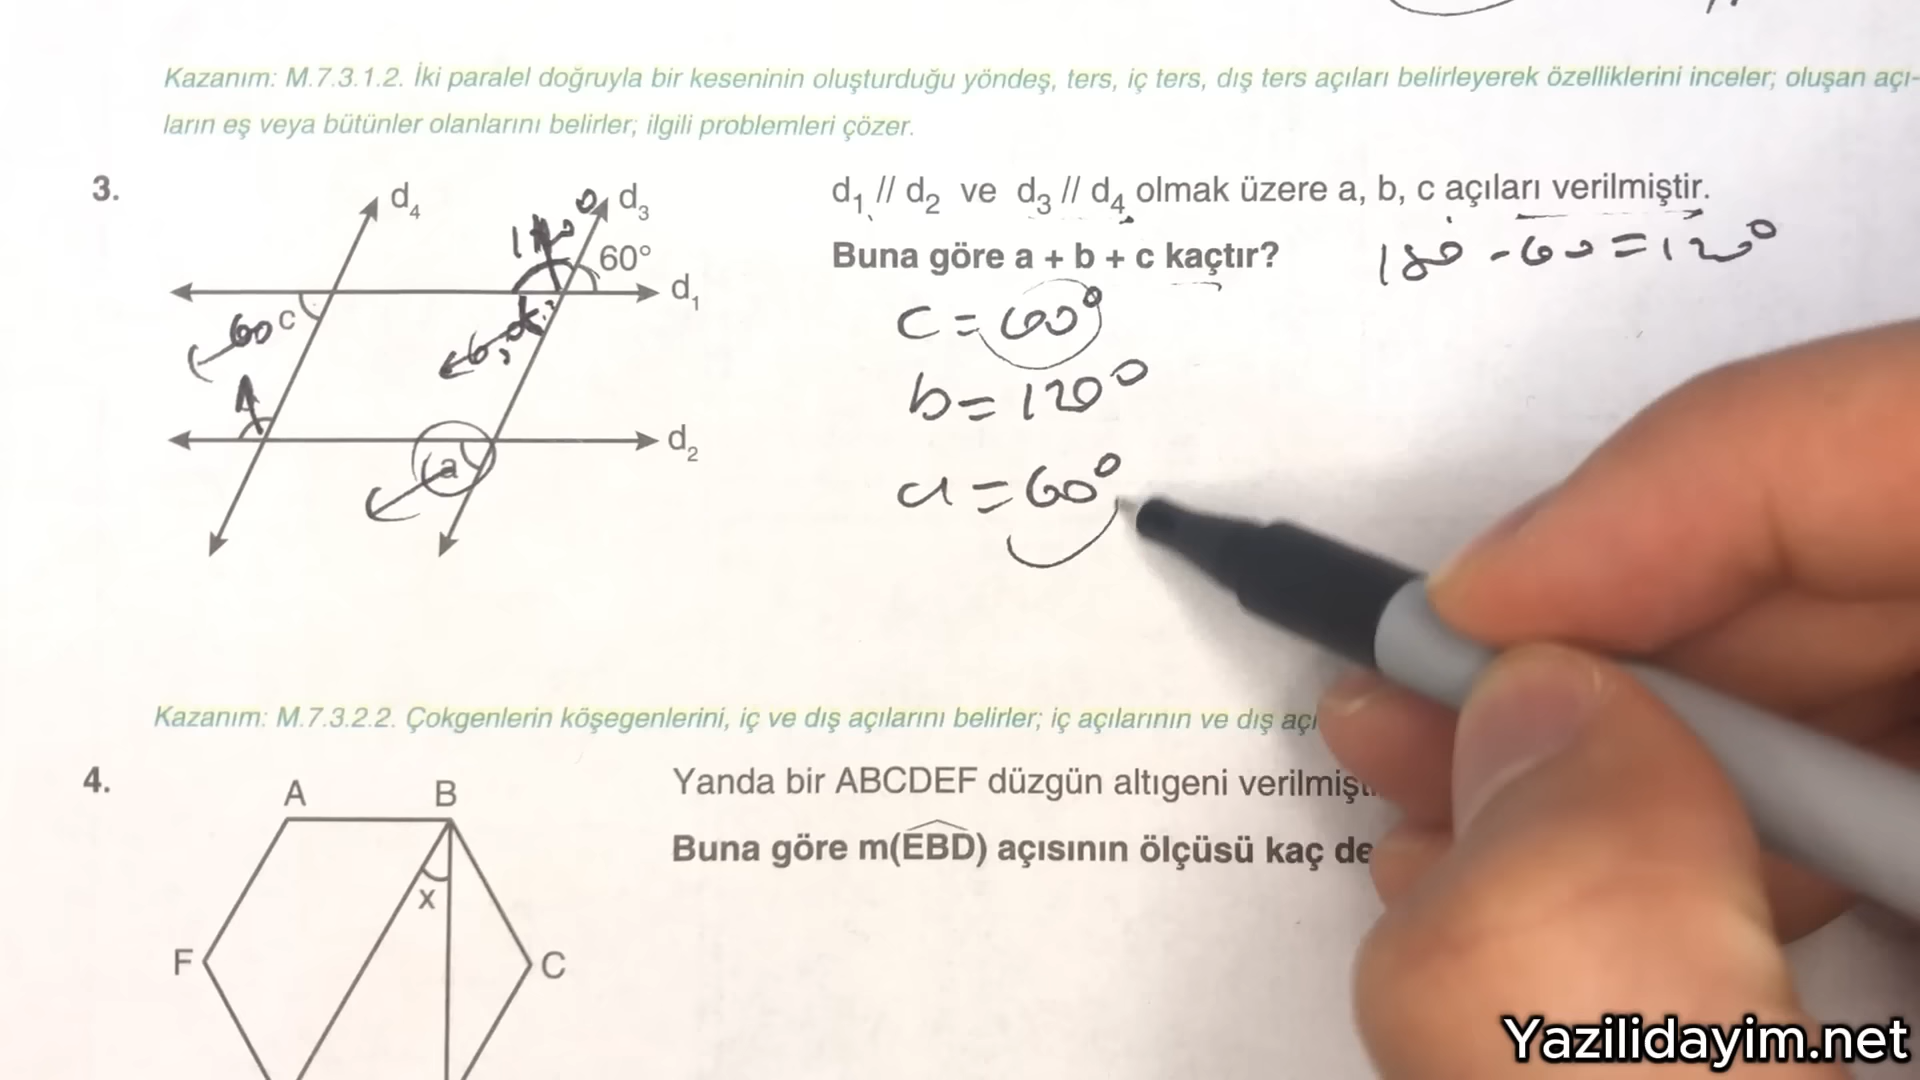 Kazanım: M.7.3.1.2. İki paralel doğruyla bir keseninin oluşturduğu yöndeş, ters, iç ters, dış ters açıları belirleyerek özelliklerini inceler; oluşan açı-
ların eş veya bütünler olanlarını belirler; ilgili problemleri çözer.
3.
d4
d3
120°
60°
d1
60
c
a
d2
d1 // d2 ve d3 // d4 olmak üzere a, b, c açıları verilmiştir.
Buna göre a + b + c kaçtır?
180 - 60 = 120°
c = 60°
b = 120°
a = 60°
Kazanım: M.7.3.2.2. Çokgenlerin köşegenlerini, iç ve dış açılarını belirler; iç açılarının ve dış açı
4.
A
B
x
F
C
Yanda bir ABCDEF düzgün altıgeni verilmişt
Buna göre m(EBD) açısının ölçüsü kaç de
Yazilidayim.net